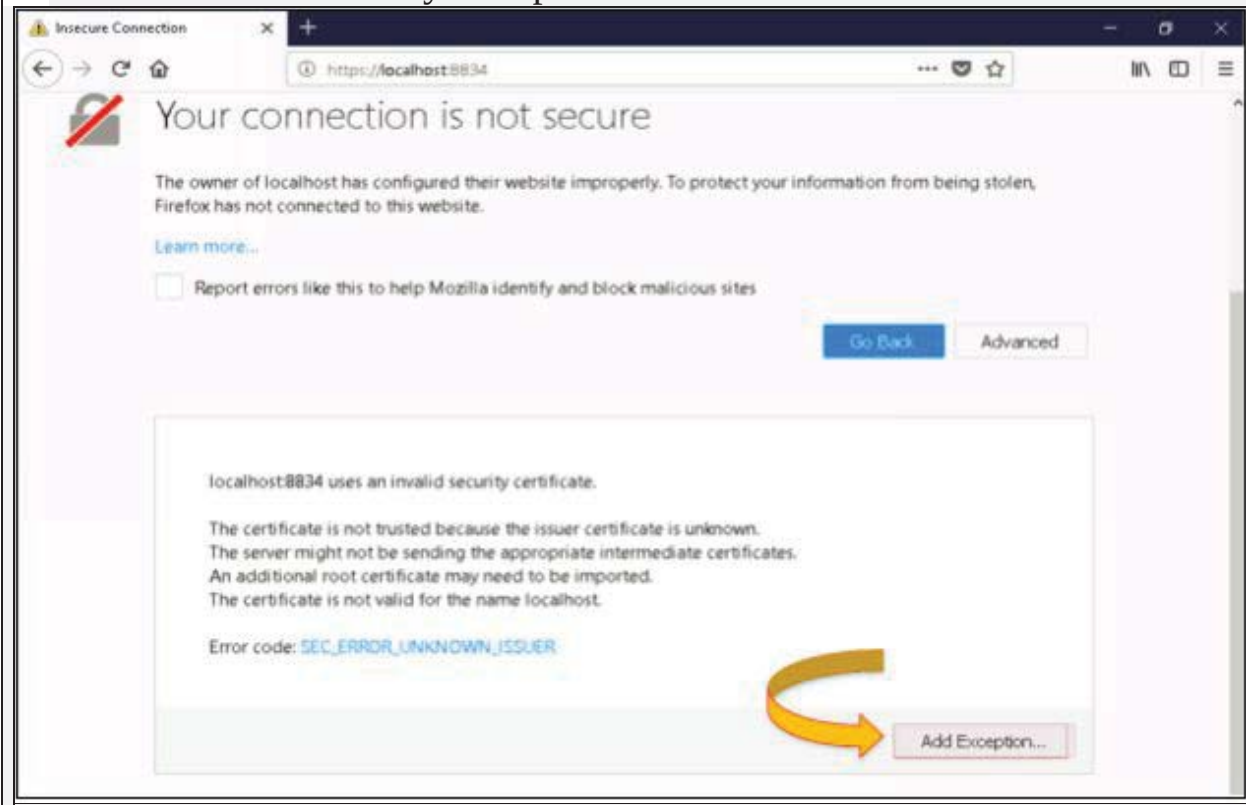 Insecure Connection
https://localhost:8834
Your connection is not secure
The owner of localhost has configured their website improperly. To protect your information from being stolen,
Firefox has not connected to this website.
Learn more...
Report errors like this to help Mozilla identify and block malicious sites
Go Back Advanced
localhost:8834 uses an invalid security certificate.
The certificate is not trusted because the issuer certificate is unknown.
The server might not be sending the appropriate intermediate certificates.
An additional root certificate may need to be imported.
The certificate is not valid for the name localhost.
Error code: SEC_ERROR_UNKNOWN_ISSUER
Add Exception...